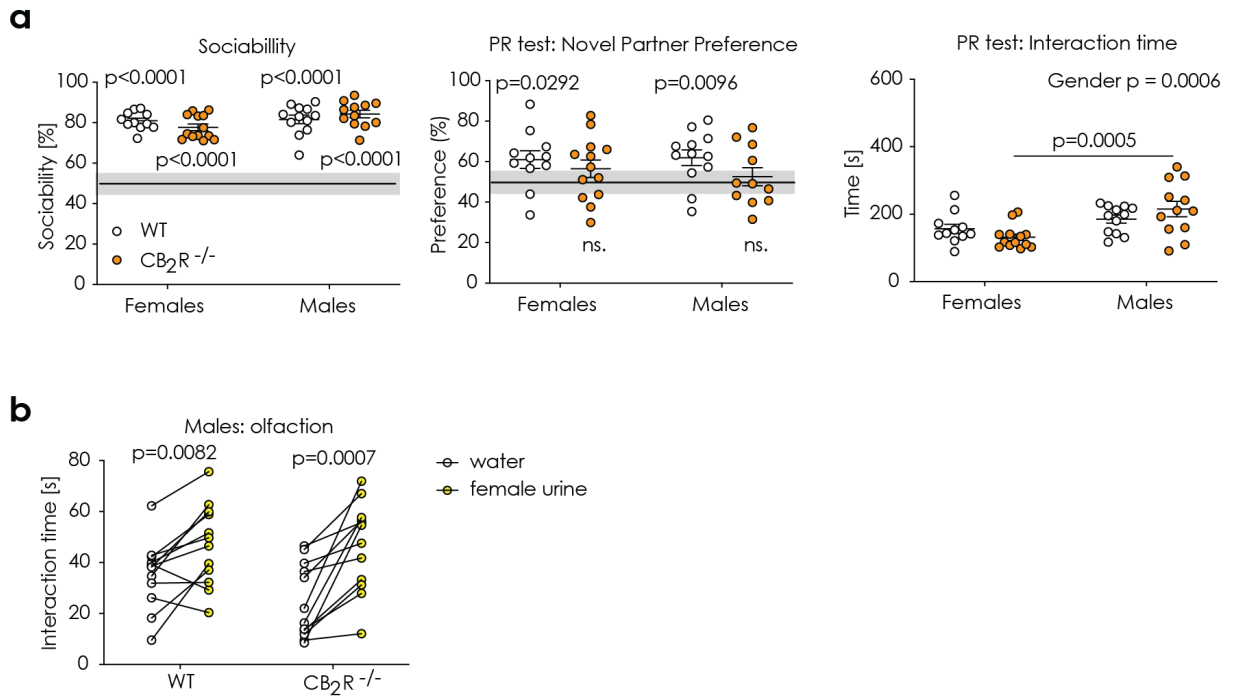 a
Sociabillity
p<0.0001
p<0.0001
Sociability [%]
100
80
60
40
20
0
p<0.0001
p<0.0001
WT
CB2R -/-
Females
Males
PR test: Novel Partner Preference
p=0.0292
p=0.0096
Preference (%)
100
80
60
40
20
0
ns.
ns.
Females
Males
PR test: Interaction time
Gender p = 0.0006
p=0.0005
Time [s]
600
400
200
0
Females
Males
b
Males: olfaction
p=0.0082
p=0.0007
Interaction time [s]
80
60
40
20
0
WT
CB2R -/-
water
female urine